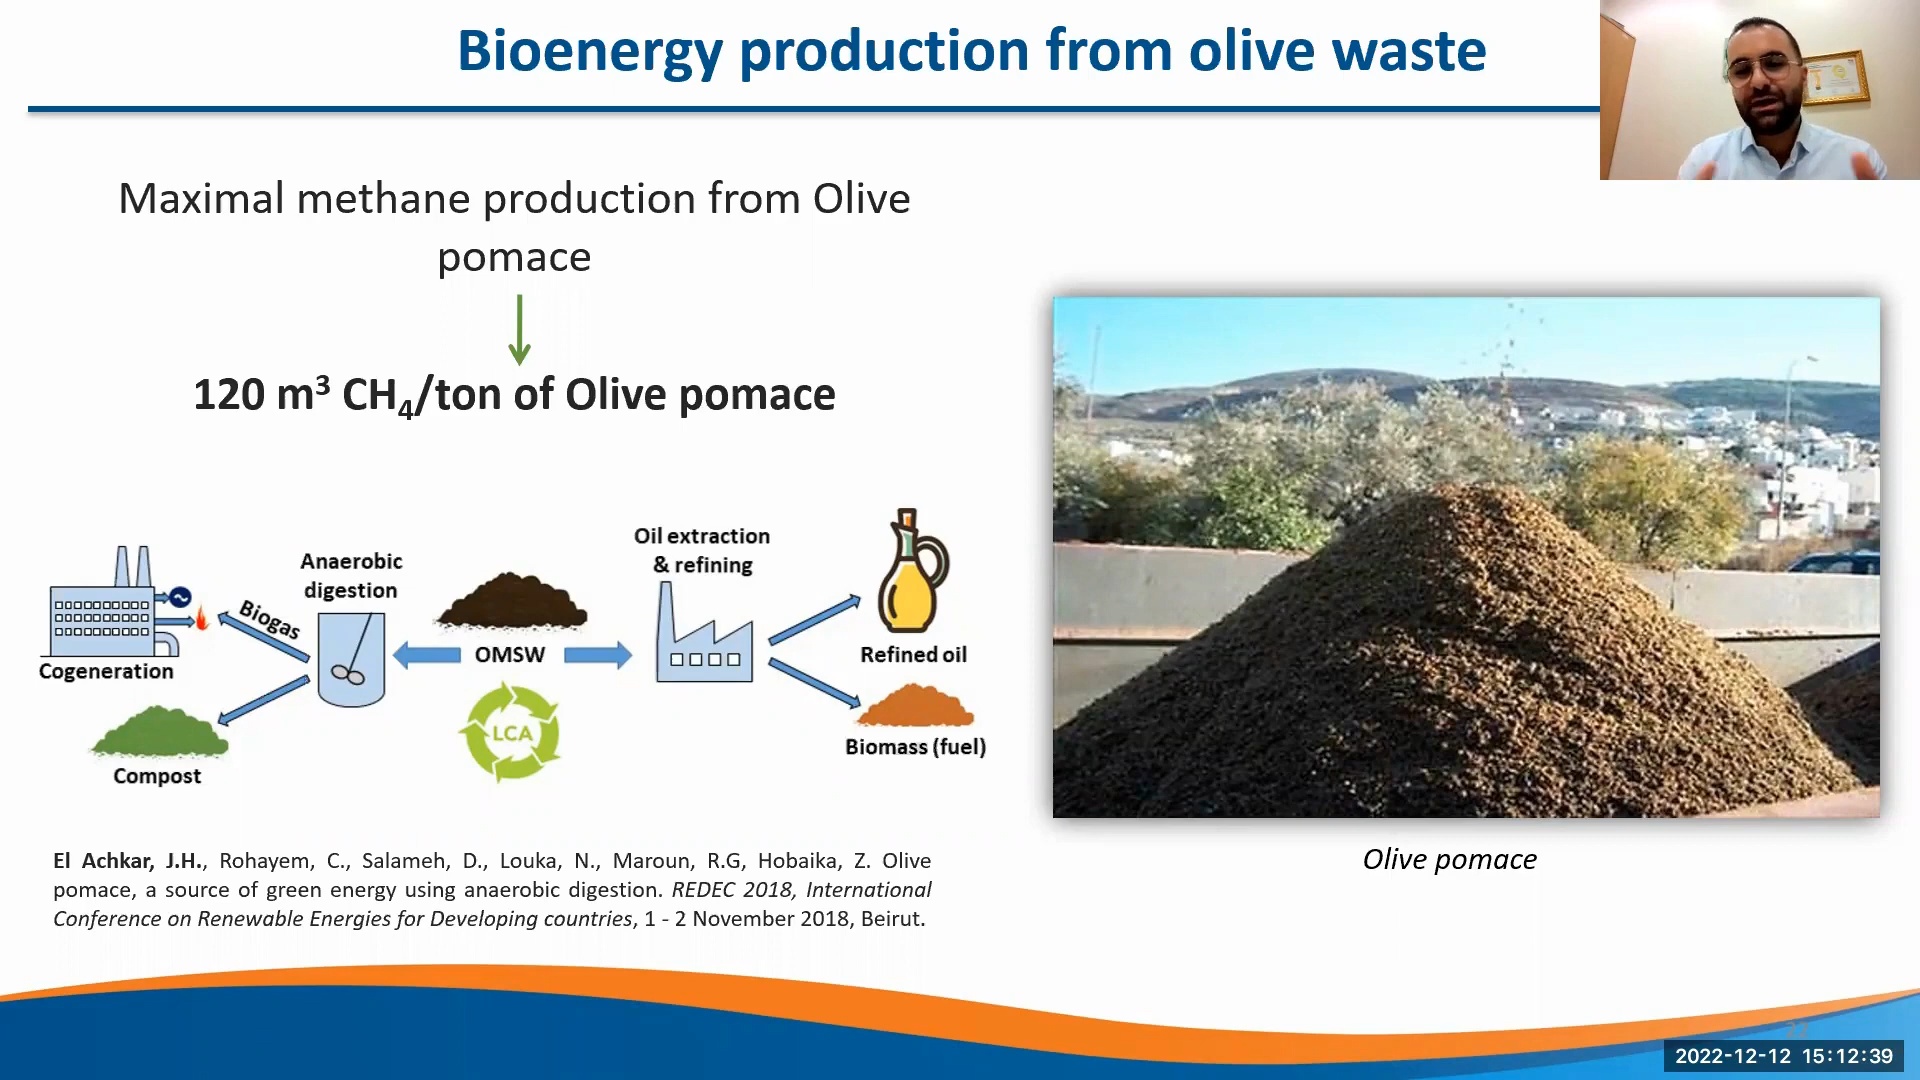 Bioenergy production from olive waste
Maximal methane production from Olive
pomace
120 m³ CH₄/ton of Olive pomace
Oil extraction
& refining
Anaerobic
digestion
Biogas
OMSW
Cogeneration
Refined oil
LCA
Biomass (fuel)
Compost
El Achkar, J.H., Rohayem, C., Salameh, D., Louka, N., Maroun, R.G, Hobaika, Z. Olive
pomace, a source of green energy using anaerobic digestion. REDEC 2018, International
Conference on Renewable Energies for Developing countries, 1 - 2 November 2018, Beirut.
Olive pomace
2022-12-12 15:12:39